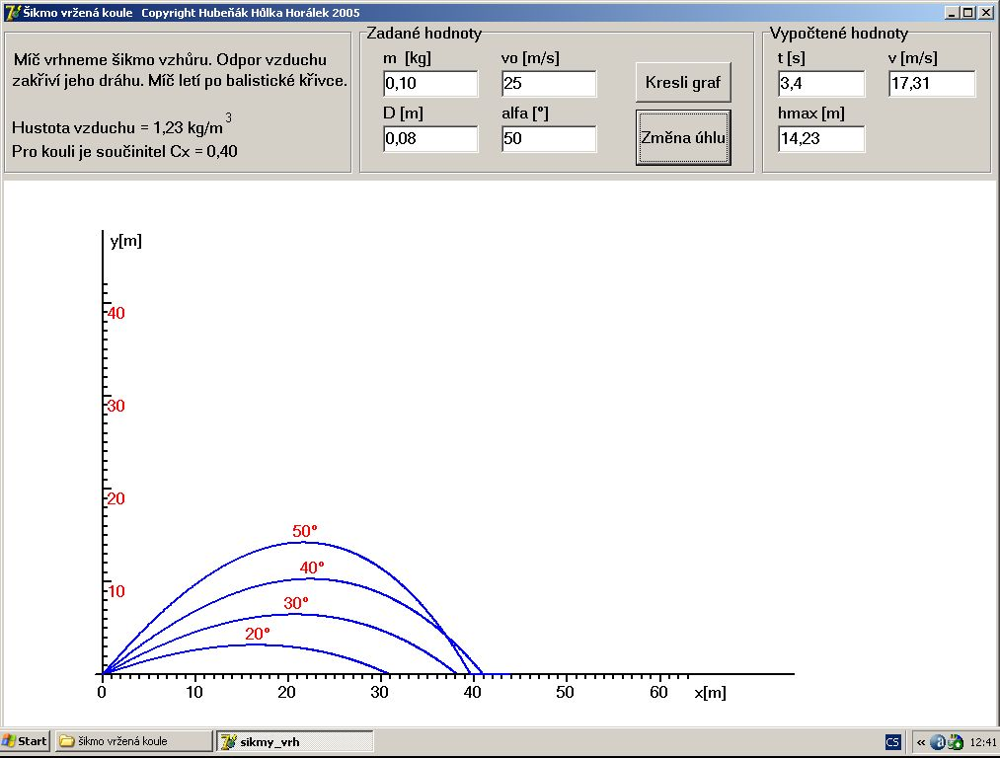 Šikmo vržená koule Copyright Hubeňák Hůlka Horálek 2005
Míč vrhneme šikmo vzhůru. Odpor vzduchu
zakřiví jeho dráhu. Míč letí po balistické křivce.
Hustota vzduchu = 1,23 kg/m³
Pro kouli je součinitel Cx = 0,40
Zadané hodnoty
m [kg]
vo [m/s]
0,10
25
D [m]
alfa [°]
0,08
50
Kresli graf
Změna úhlu
Vypočtené hodnoty
t [s]
v [m/s]
3,4
17,31
hmax [m]
14,23
y[m]
40
30
20
10
50°
40°
30°
20°
0 10 20 30 40 50 60 x[m]
Start
šikmo vržená koule
sikmy_vrh
CS
«
12:41